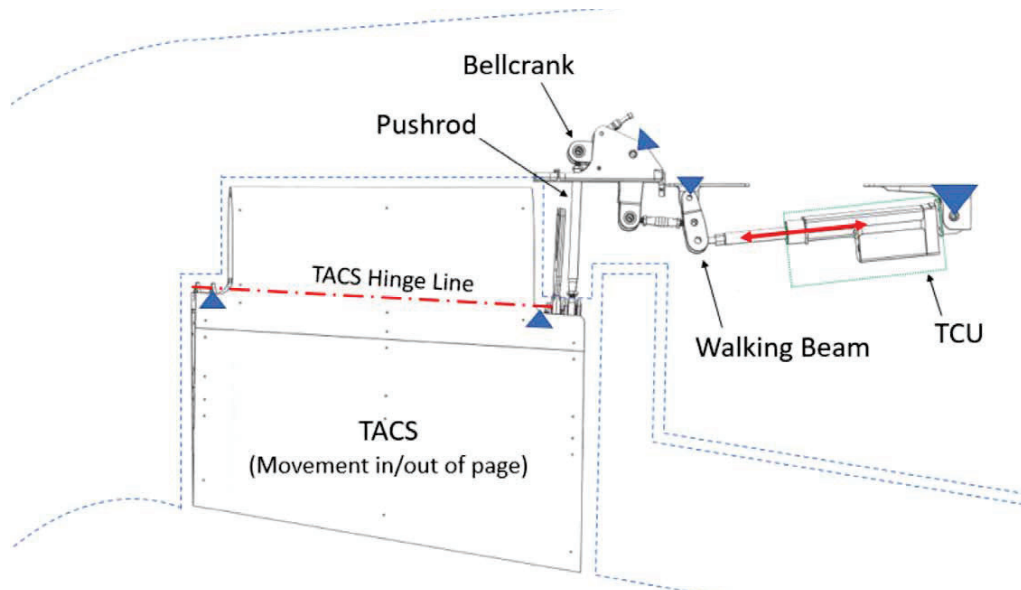 Bellcrank
Pushrod
TACS Hinge Line
Walking Beam
TCU
TACS
(Movement in/out of page)